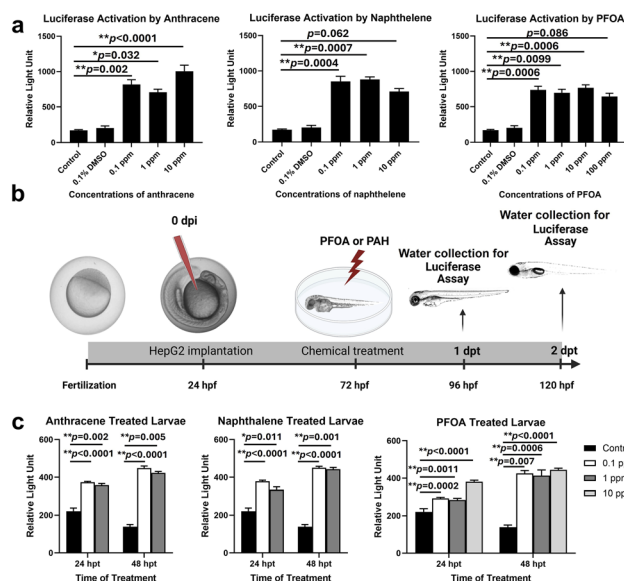 a
Luciferase Activation by Anthracene
**p<0.0001
*p=0.032
**p=0.002
Relative Light Unit
1500
1000
500
0
Control
0.1% DMSO
0.1 ppm
1 ppm
10 ppm
Concentrations of anthracene
Luciferase Activation by Naphthelene
p=0.062
**p=0.0007
**p=0.0004
Relative Light Unit
1500
1000
500
0
Control
0.1% DMSO
0.1 ppm
1 ppm
10 ppm
Concentrations of naphthelene
Luciferase Activation by PFOA
p=0.086
**p=0.0006
**p=0.0099
**p=0.0006
Relative Light Unit
1500
1000
500
0
Control
0.1% DMSO
0.1 ppm
1 ppm
10 ppm
100 ppm
Concentrations of PFOA
b
0 dpi
PFOA or PAH
Water collection for
Luciferase
Assay
Water collection for
Luciferase
Assay
HepG2 implantation
Chemical treatment
1 dpt
2 dpt
Fertilization
24 hpf
72 hpf
96 hpf
120 hpf
c
Anthracene Treated Larvae
**p=0.002
**p<0.0001
**p=0.005
**p<0.0001
Relative Light Unit
600
400
200
0
24 hpt
48 hpt
Time of Treatment
Naphthalene Treated Larvae
*p=0.011
**p<0.0001
**p=0.001
**p<0.0001
Relative Light Unit
600
400
200
0
24 hpt
48 hpt
Time of Treatment
PFOA Treated Larvae
**p<0.0001
**p=0.0011
**p=0.0002
**p<0.0001
**p=0.0006
**p=0.007
Relative Light Unit
600
400
200
0
24 hpt
48 hpt
Time of Treatment
Cont
0.1 p
1 ppm
10 pp